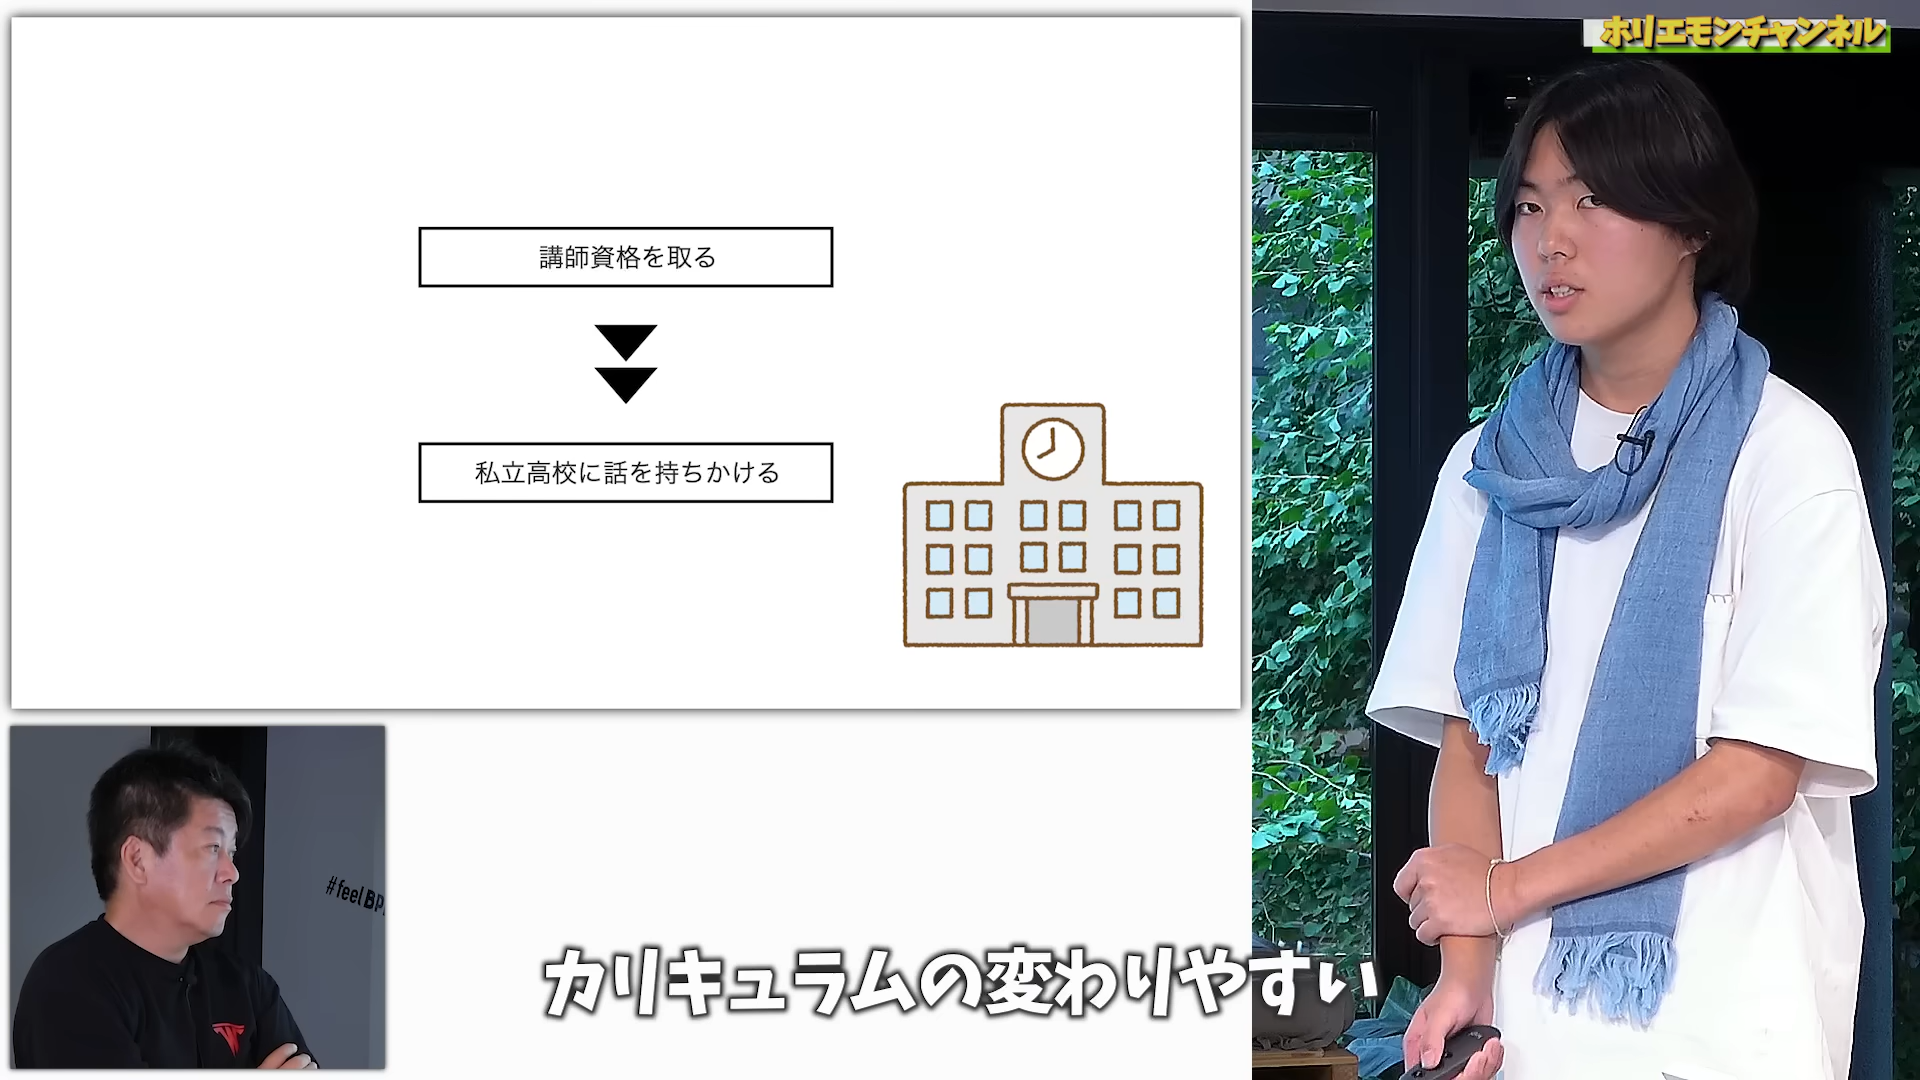 ホリエモンチャンネル
講師資格を取る
私立高校に話を持ちかける
#feelBP
カリキュラムの変わりやすい